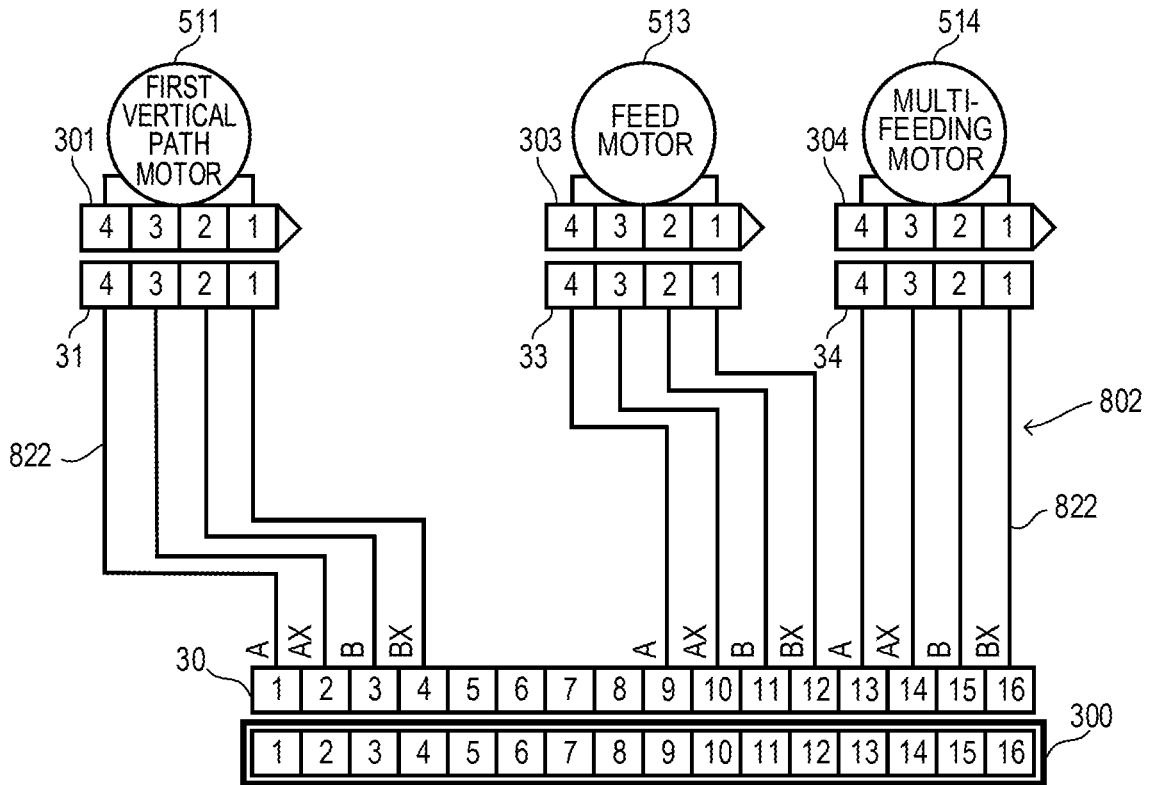 511
513
514
FIRST
VERTICAL
PATH
MOTOR
FEED
MOTOR
MULTI-
FEEDING
MOTOR
301
303
304
4 3 2 1
4 3 2 1
4 3 2 1
4 3 2 1
4 3 2 1
4 3 2 1
31
33
34
802
822
822
A AX B BX
A AX B BX
A AX B BX
30
1 2 3 4 5 6 7 8 9 10 11 12 13 14 15 16
300
1 2 3 4 5 6 7 8 9 10 11 12 13 14 15 16